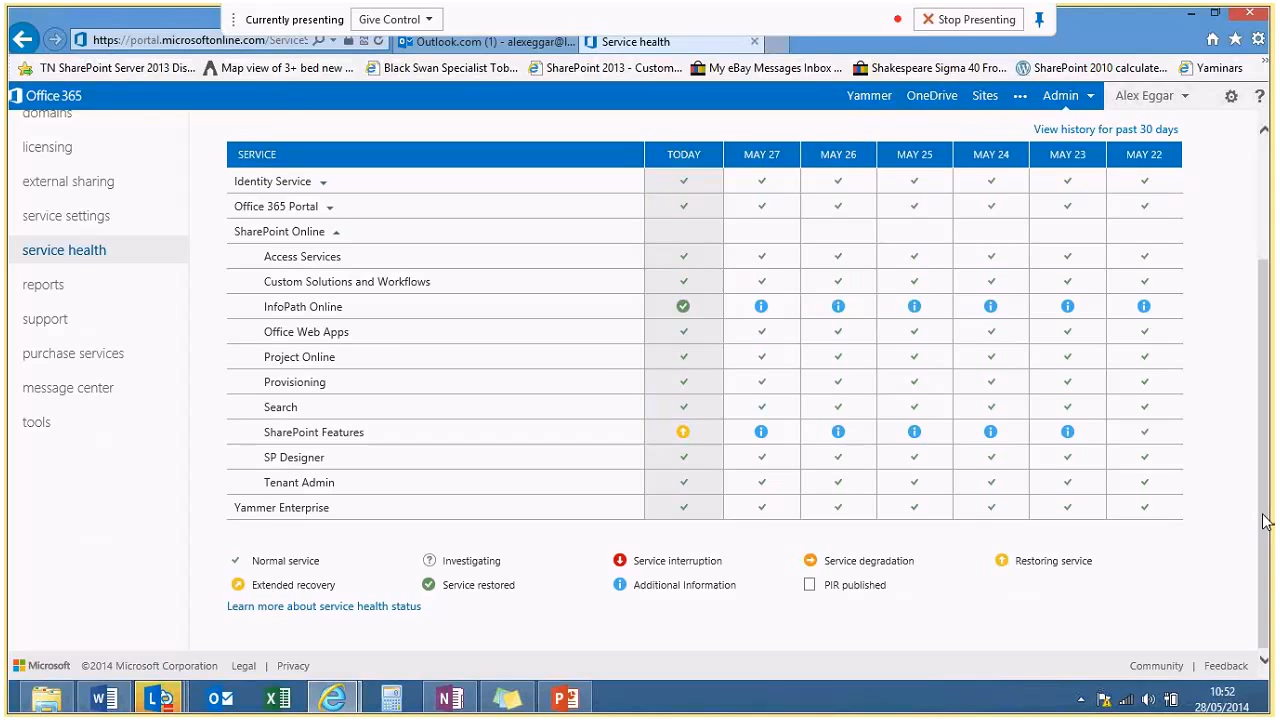 Currently presenting Give Control Stop Presenting
https://portal.microsoftonline.com/Service: Outlook.com (1) - alexeggar@l... Service health
TN SharePoint Server 2013 Dis... Map view of 3+ bed new ... Black Swan Specialist Tob... SharePoint 2013 - Custom... My eBay Messages Inbox ... Shakespeare Sigma 40 Fro... SharePoint 2010 calculate... Yaminars
Office 365 Yammer OneDrive Sites ... Admin Alex Eggar ?
domains
licensing
external sharing
service settings
service health
reports
support
purchase services
message center
tools
View history for past 30 days
SERVICE TODAY MAY 27 MAY 26 MAY 25 MAY 24 MAY 23 MAY 22
Identity Service
Office 365 Portal
SharePoint Online
Access Services
Custom Solutions and Workflows
InfoPath Online
Office Web Apps
Project Online
Provisioning
Search
SharePoint Features
SP Designer
Tenant Admin
Yammer Enterprise
Normal service Investigating Service interruption Service degradation Restoring service
Extended recovery Service restored Additional Information PIR published
Learn more about service health status
Microsoft ©2014 Microsoft Corporation Legal | Privacy Community | Feedback
10:52
28/05/2014